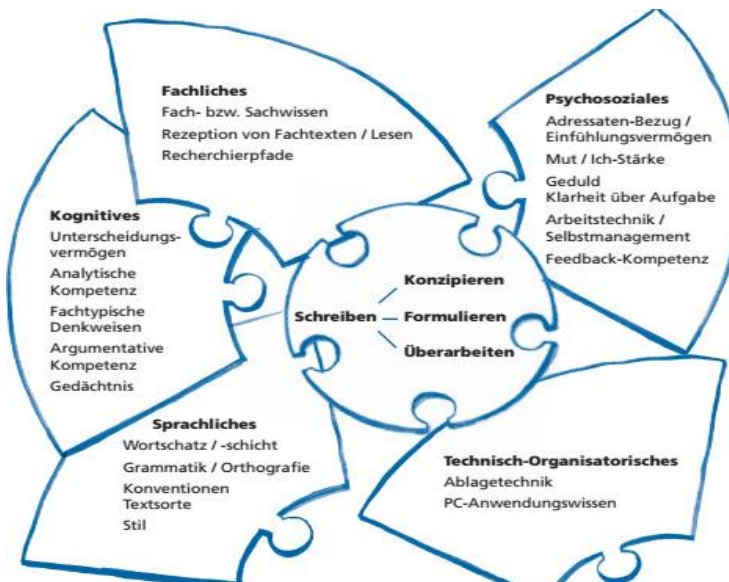 Fachliches
Fach- bzw. Sachwissen
Rezeption von Fachtexten / Lesen
Recherchierpfade
Psychosoziales
Adressaten-Bezug /
Einfühlungsvermögen
Mut / Ich-Stärke
Geduld
Klarheit über Aufgabe
Arbeitstechnik /
Selbstmanagement
Feedback-Kompetenz
Kognitives
Unterscheidungs-
vermögen
Analytische
Kompetenz
Fachtypische
Denkweisen
Argumentative
Kompetenz
Gedächtnis
Schreiben
Konzipieren
Formulieren
Überarbeiten
Sprachliches
Wortschatz / -schicht
Grammatik / Orthografie
Konventionen
Textsorte
Stil
Technisch-Organisatorisches
Ablagetechnik
PC-Anwendungswissen